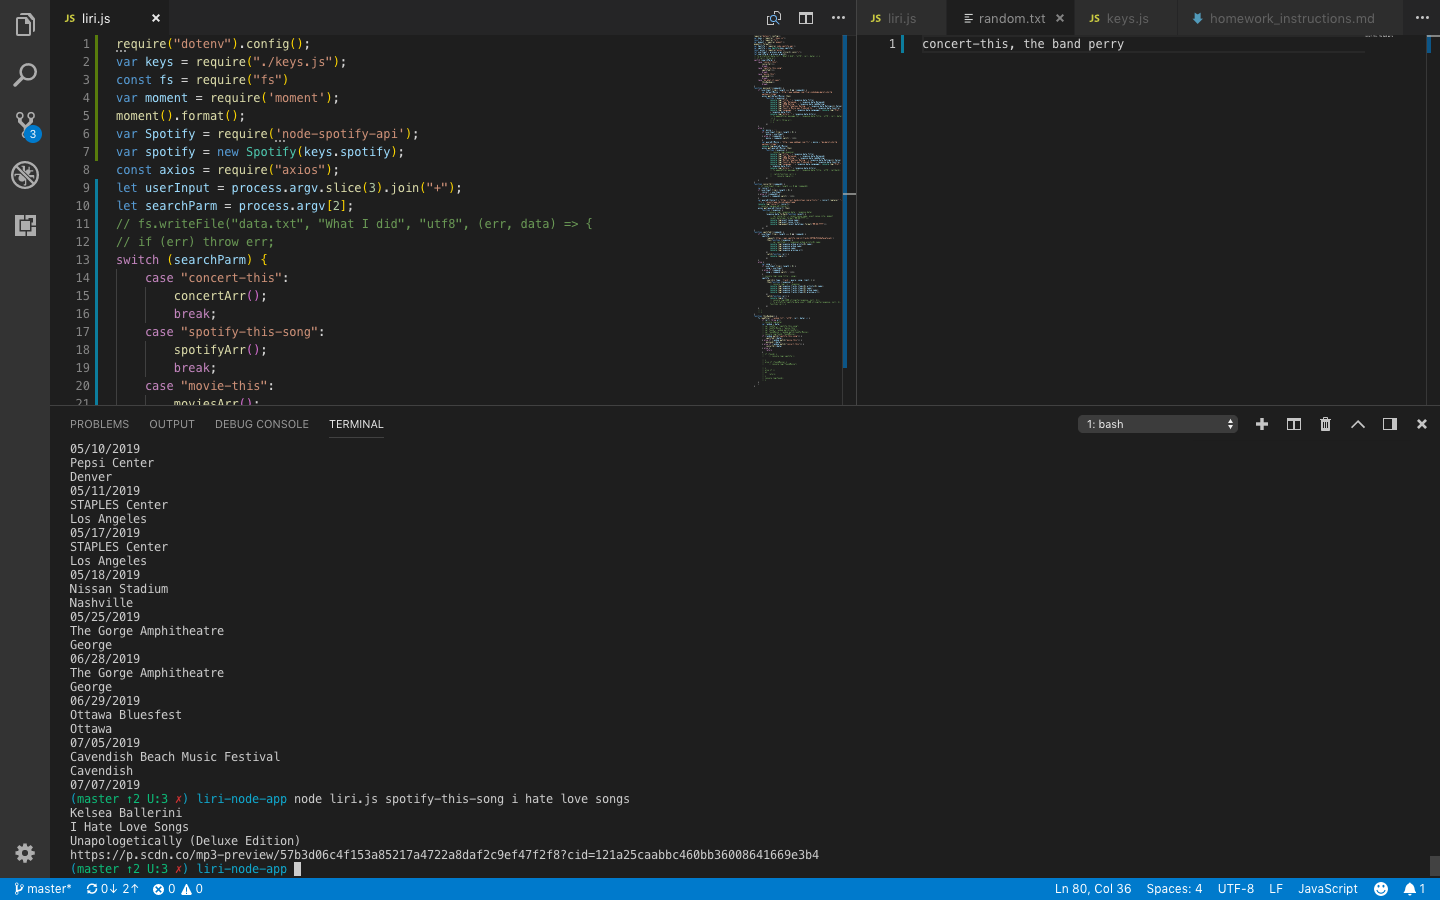 JS liri.js ×
JS liri.js
random.txt ×
JS keys.js
homework_instructions.md
1 require("dotenv").config();
2 var keys = require("./keys.js");
3 const fs = require("fs")
4 var moment = require('moment');
5 moment().format();
6 var Spotify = require('node-spotify-api');
7 var spotify = new Spotify(keys.spotify);
8 const axios = require("axios");
9 let userInput = process.argv.slice(3).join("+");
10 let searchParm = process.argv[2];
11 // fs.writeFile("data.txt", "What I did", "utf8", (err, data) => {
12 // if (err) throw err;
13 switch (searchParm) {
14 case "concert-this":
15 concertArr();
16 break;
17 case "spotify-this-song":
18 spotifyArr();
19 break;
20 case "movie-this":
21 moviesArr();
1 concert-this, the band perry
3
PROBLEMS OUTPUT DEBUG CONSOLE TERMINAL
1: bash
05/10/2019
Pepsi Center
Denver
05/11/2019
STAPLES Center
Los Angeles
05/17/2019
STAPLES Center
Los Angeles
05/18/2019
Nissan Stadium
Nashville
05/25/2019
The Gorge Amphitheatre
George
06/28/2019
The Gorge Amphitheatre
George
06/29/2019
Ottawa Bluesfest
Ottawa
07/05/2019
Cavendish Beach Music Festival
Cavendish
07/07/2019
(master ↑2 U:3 ✗) liri-node-app node liri.js spotify-this-song i hate love songs
Kelsea Ballerini
I Hate Love Songs
Unapologetically (Deluxe Edition)
https://p.scdn.co/mp3-preview/57b3d06c4f153a85217a4722a8daf2c9ef47f2f8?cid=121a25caabbc460bb36008641669e3b4
(master ↑2 U:3 ✗) liri-node-app
master* 0↓ 2↑ 0 0
Ln 80, Col 36 Spaces: 4 UTF-8 LF JavaScript 1